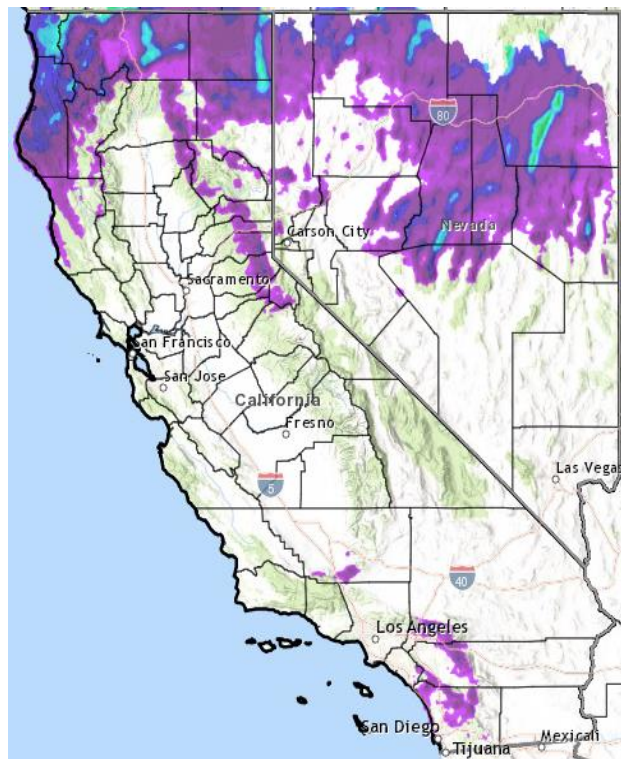 80
Nevada
Carson City
Sacramento
San Francisco
San Jose
California
Fresno
5
Las Vegas
40
Los Angeles
San Diego
Tijuana
Mexicali